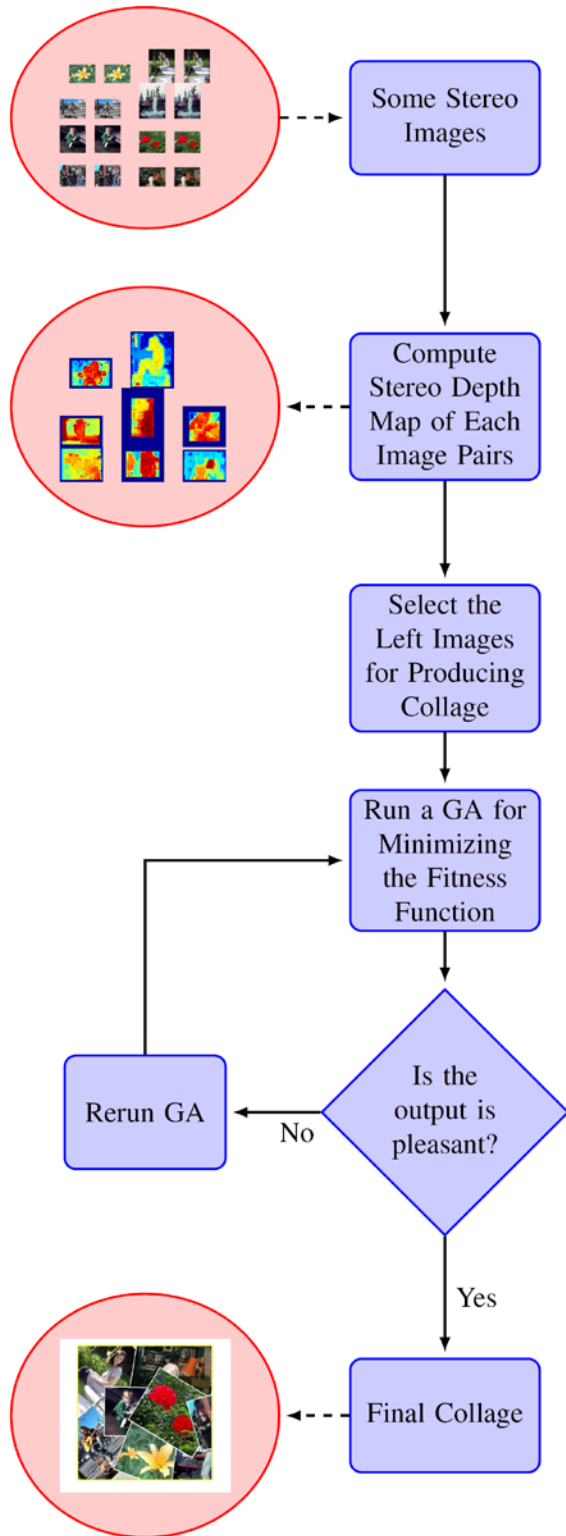 Some Stereo
Images
Compute
Stereo Depth
Map of Each
Image Pairs
Select the
Left Images
for Producing
Collage
Run a GA for
Minimizing
the Fitness
Function
Is the
output is
pleasant?
No
Rerun GA
Yes
Final Collage